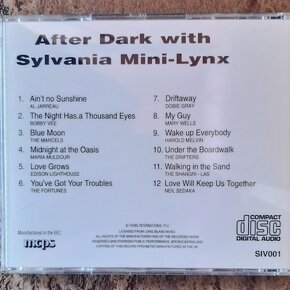 After Dark with
Sylvania Mini-Lynx
1 Ain't no Sunshine
AL JARREAU
2 The Night Has a Thousand Eyes
BOBBY VEE
3 Blue Moon
THE MARCELS
4 Midnight at the Oasis
MARIA MULDOUR
5 Love Grows
EDISON LIGHTHOUSE
6 You've Got Your Troubles
THE FORTUNES
7 Driftaway
DOBIE GRAY
8 My Guy
MARY WELLS
9 Wake up Everybody
HAROLD MELVIN
10 Under the Boardwalk
THE DRIFTERS
11 Walking in the Sand
THE SHANGRI-LAS
12 Love Will Keep Us Together
NEIL SEDAKA
Manufactured in the EEC
mcps
COMPACT
disc
DIGITAL AUDIO
SIV001